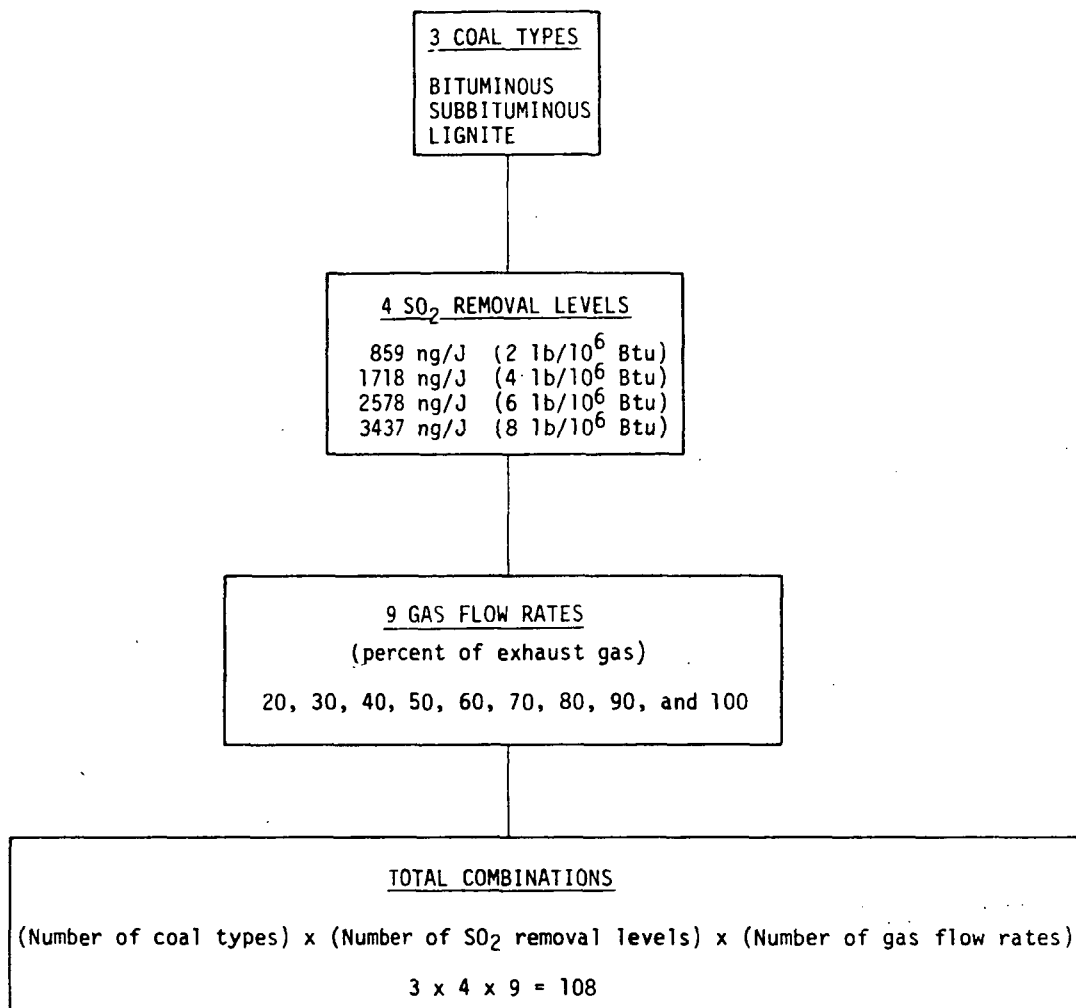 3 COAL TYPES
BITUMINOUS
SUBBITUMINOUS
LIGNITE
4 SO2 REMOVAL LEVELS
859 ng/J (2 lb/10^6 Btu)
1718 ng/J (4 lb/10^6 Btu)
2578 ng/J (6 lb/10^6 Btu)
3437 ng/J (8 lb/10^6 Btu)
9 GAS FLOW RATES
(percent of exhaust gas)
20, 30, 40, 50, 60, 70, 80, 90, and 100
TOTAL COMBINATIONS
(Number of coal types) x (Number of SO2 removal levels) x (Number of gas flow rates)
3 x 4 x 9 = 108